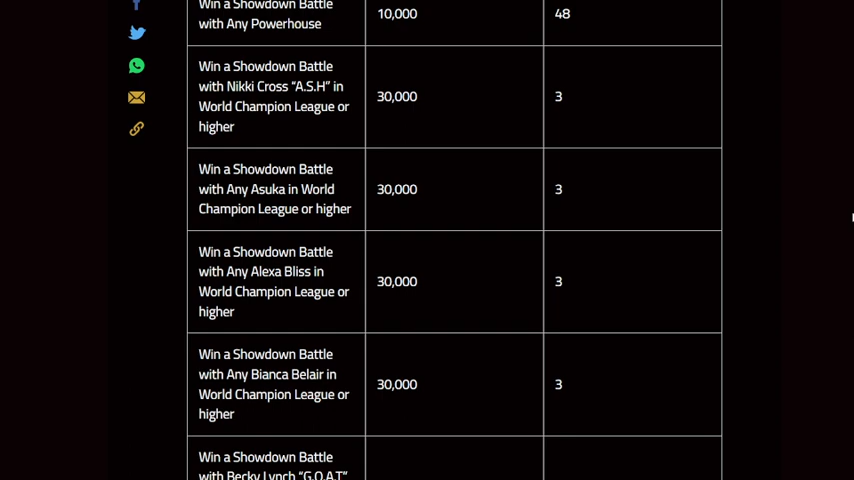 Win a Showdown Battle
with Any Powerhouse
10,000
48
Win a Showdown Battle
with Nikki Cross “A.S.H” in
World Champion League or
higher
30,000
3
Win a Showdown Battle
with Any Asuka in World
Champion League or higher
30,000
3
Win a Showdown Battle
with Any Alexa Bliss in
World Champion League or
higher
30,000
3
Win a Showdown Battle
with Any Bianca Belair in
World Champion League or
higher
30,000
3
Win a Showdown Battle
with Becky Lynch “G.O.A.T”